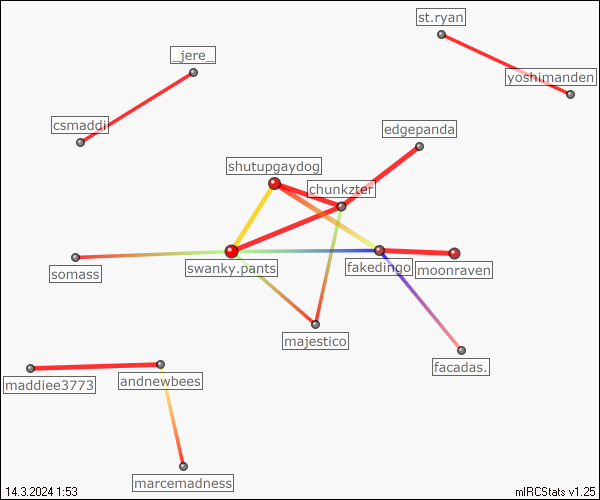 st.ryan
_jere_
yoshimanden
csmaddi
edgepanda
shutupgaydog
chunkzter
swanky.pants
fakedingo
moonraven
somass
majestico
facadas.
maddiee3773
andnewbees
marcemadness
14.3.2024 1:53
mIRCStats v1.25